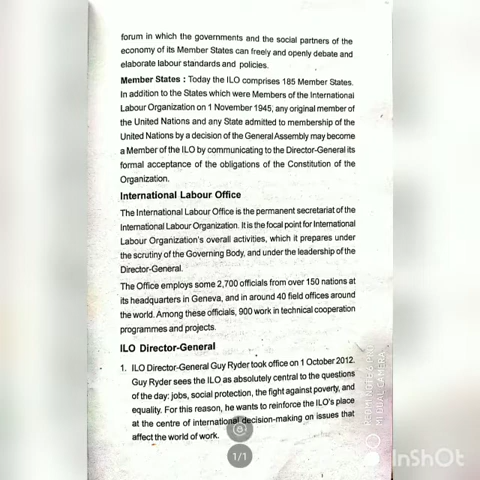 forum in which the governments and the social partners of the
economy of its Member States can freely and openly debate and
elaborate labour standards and policies.
Member States : Today the ILO comprises 185 Member States.
In addition to the States which were Members of the International
Labour Organization on 1 November 1945, any original member of
the United Nations and any State admitted to membership of the
United Nations by a decision of the General Assembly may become
a Member of the ILO by communicating to the Director-General its
formal acceptance of the obligations of the Constitution of the
Organization.
International Labour Office
The International Labour Office is the permanent secretariat of the
International Labour Organization. It is the focal point for International
Labour Organization's overall activities, which it prepares under
the scrutiny of the Governing Body, and under the leadership of the
Director-General.
The Office employs some 2,700 officials from over 150 nations at
its headquarters in Geneva, and in around 40 field offices around
the world. Among these officials, 900 work in technical cooperation
programmes and projects.
ILO Director-General
1. ILO Director-General Guy Ryder took office on 1 October 2012.
Guy Ryder sees the ILO as absolutely central to the questions
of the day: jobs, social protection, the fight against poverty, and
equality. For this reason, he wants to reinforce the ILO's place
at the centre of international decision-making on issues that
affect the world of work.
1/1
MI DUAL CAMERA
InShOt